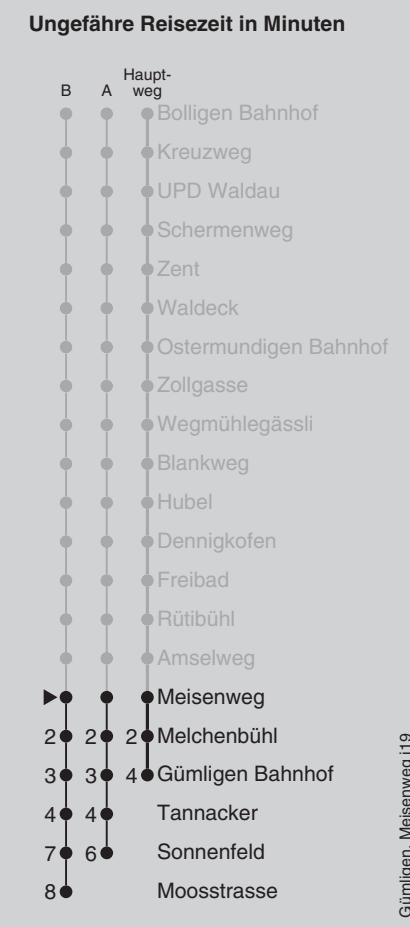 Ungefähre Reisezeit in Minuten
B A Haupt-
weg
Bolligen Bahnhof
Kreuzweg
UPD Waldau
Schermenweg
Zent
Waldeck
Ostermundigen Bahnhof
Zollgasse
Wegmühlegässli
Blankweg
Hubel
Dennigkofen
Freibad
Rütibühl
Amselweg
Meisenweg
2 2 2 Melchenbühl
3 3 4 Gümligen Bahnhof
4 4 Tannacker
7 6 Sonnenfeld
8 Moosstrasse
Gümligen, Meisenweg j19